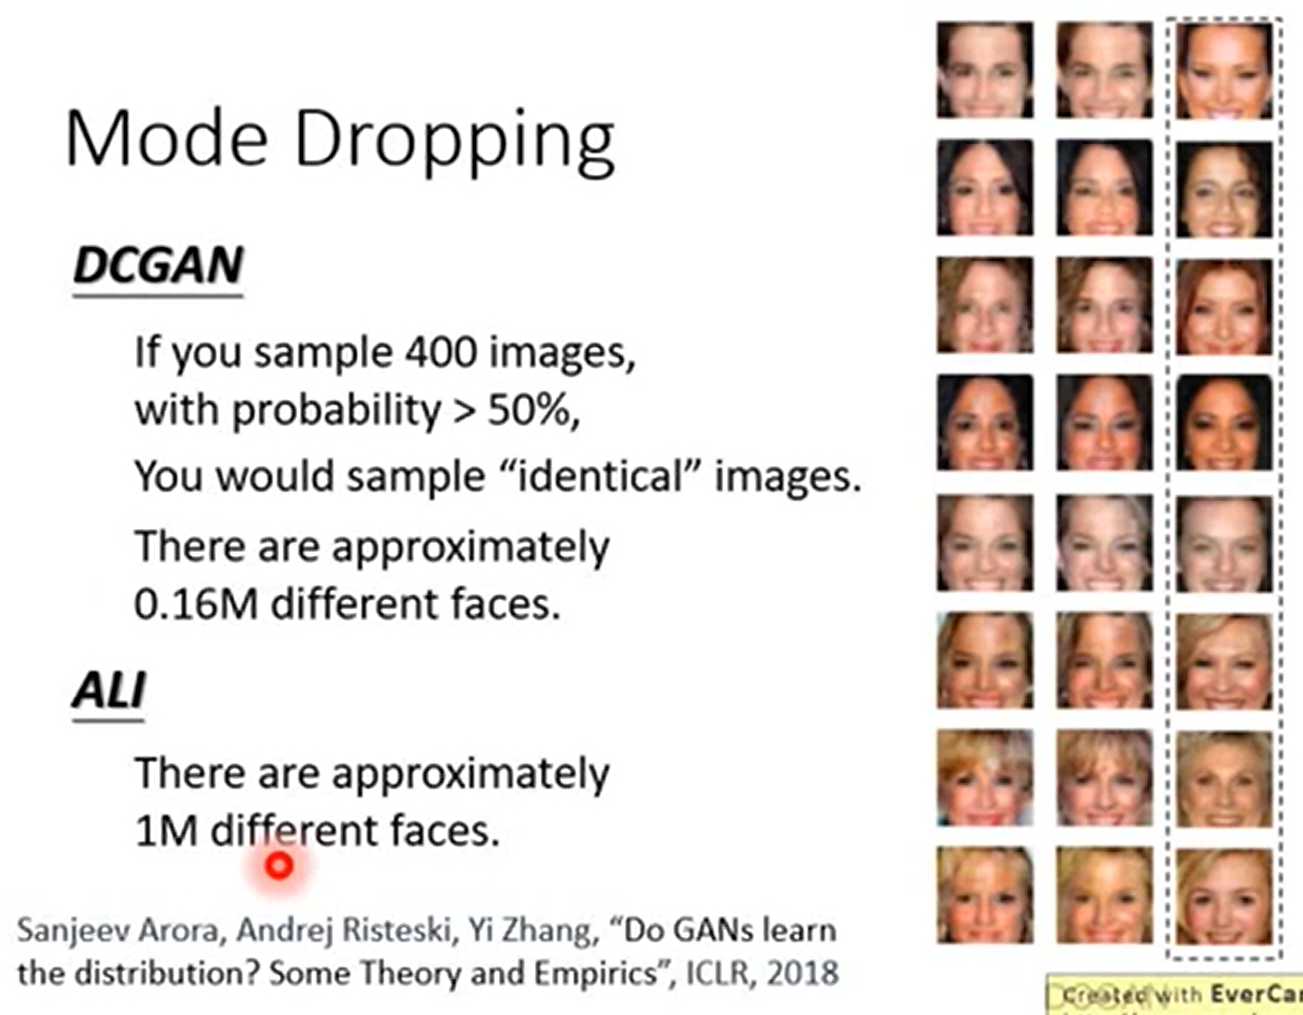 Mode Dropping
DCGAN
If you sample 400 images,
with probability > 50%,
You would sample “identical” images.
There are approximately
0.16M different faces.
ALI
There are approximately
1M different faces.
Sanjeev Arora, Andrej Risteski, Yi Zhang, “Do GANs learn
the distribution? Some Theory and Empirics”, ICLR, 2018
Created with EverCa